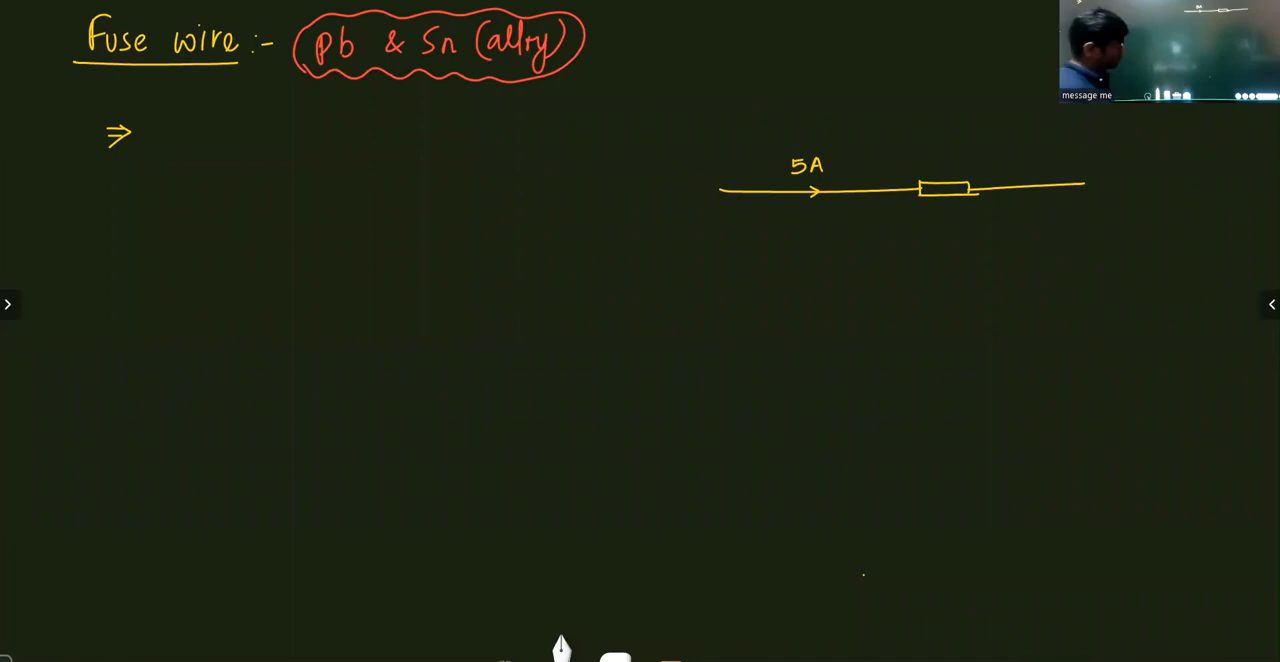 Fuse wire :- Pb & Sn (alloy)
⇒
5A
message me